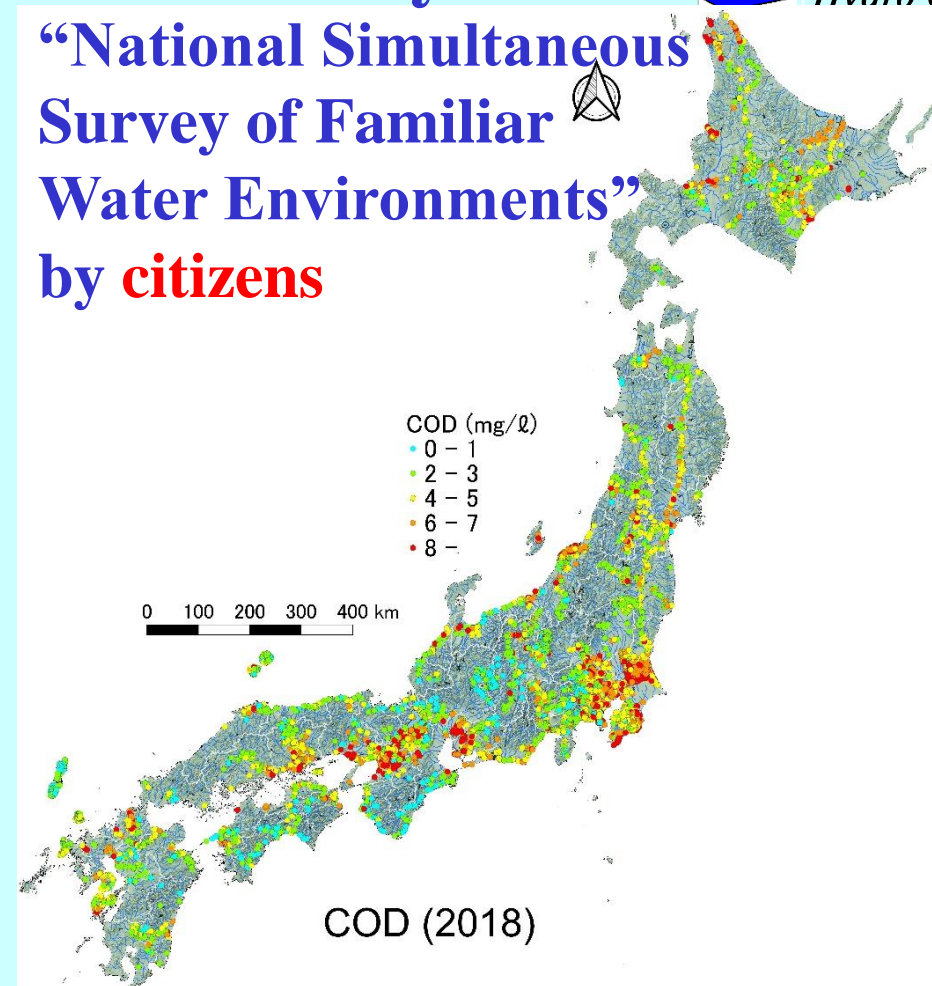 “National Simultaneous
Survey of Familiar
Water Environments”
by citizens
COD (mg/ℓ)
0 - 1
2 - 3
4 - 5
6 - 7
8 -
0 100 200 300 400 km
COD (2018)